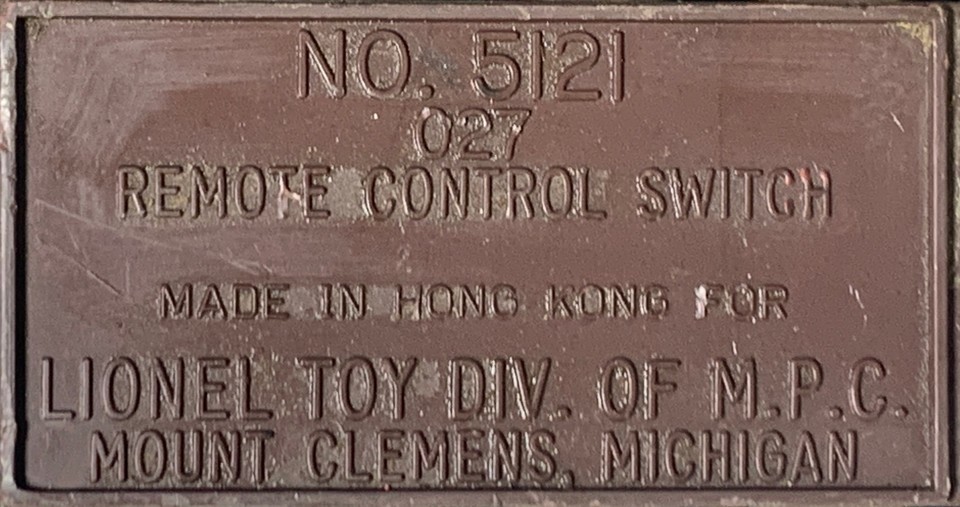 NO. 5121
027
REMOTE CONTROL SWITCH
MADE IN HONG KONG FOR
LIONEL TOY DIV. OF M.P.C.
MOUNT CLEMENS, MICHIGAN